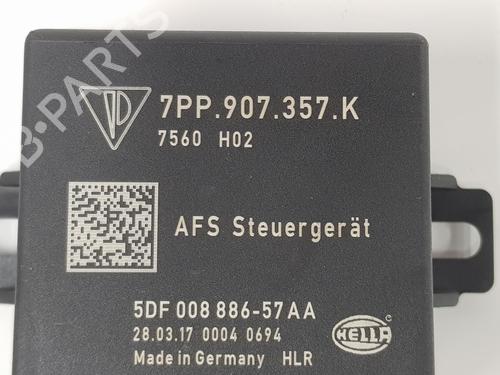 B-PARTS
7PP.907.357.K
7560 H02
AFS Steuergerät
5DF 008 886-57AA
28.03.17 0004 0694
Made in Germany HLR
HELLA